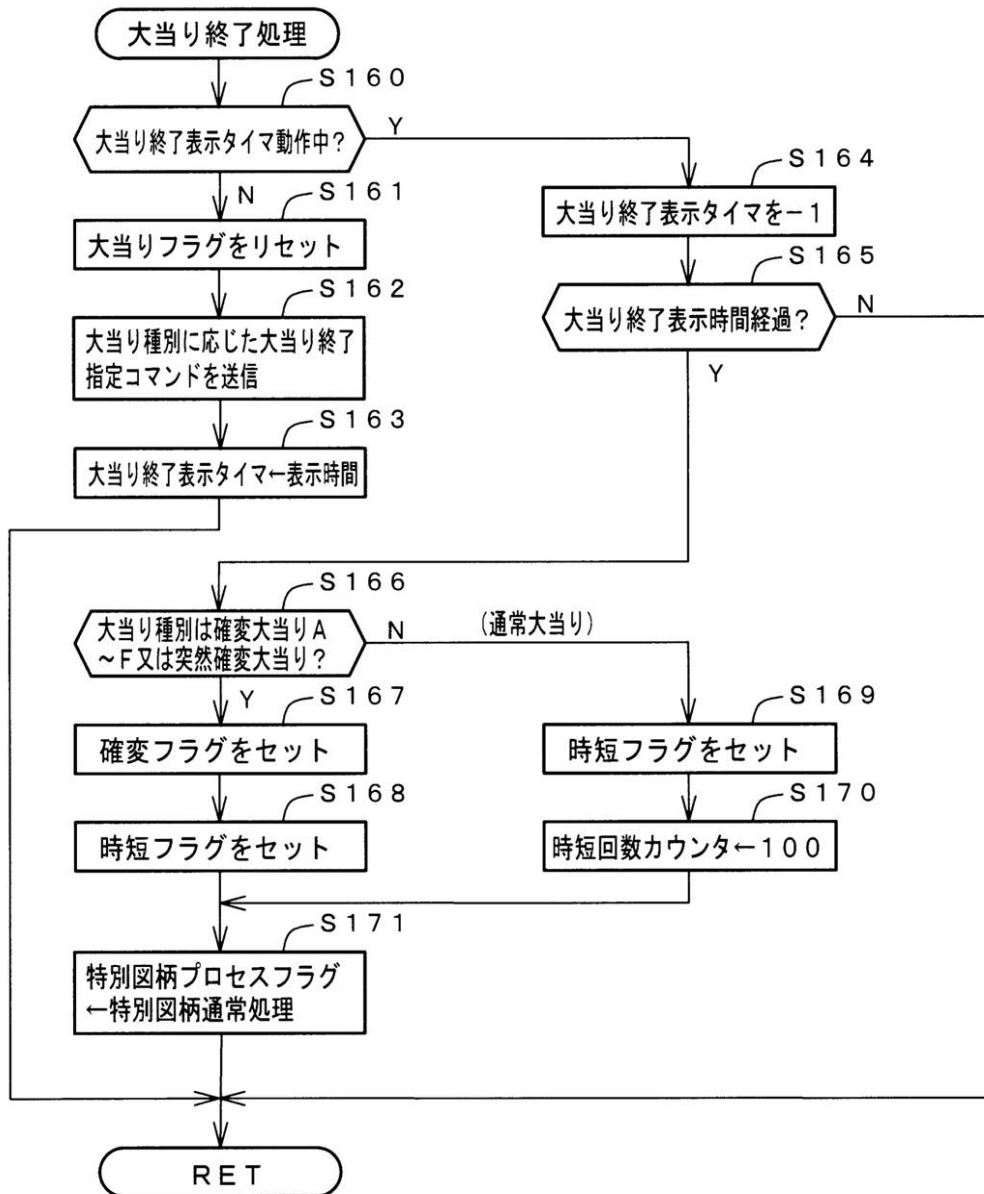 大当り終了処理
S160
大当り終了表示タイマ動作中？
Y
N
S161
大当りフラグをリセット
S162
大当り種別に応じた大当り終了
指定コマンドを送信
S163
大当り終了表示タイマ←表示時間
S164
大当り終了表示タイマを－1
S165
大当り終了表示時間経過？
N
Y
S166
大当り種別は確変大当りA
～F又は突然確変大当り？
N
(通常大当り)
Y
S167
確変フラグをセット
S168
時短フラグをセット
S169
時短フラグをセット
S170
時短回数カウンタ←100
S171
特別図柄プロセスフラグ
←特別図柄通常処理
RET